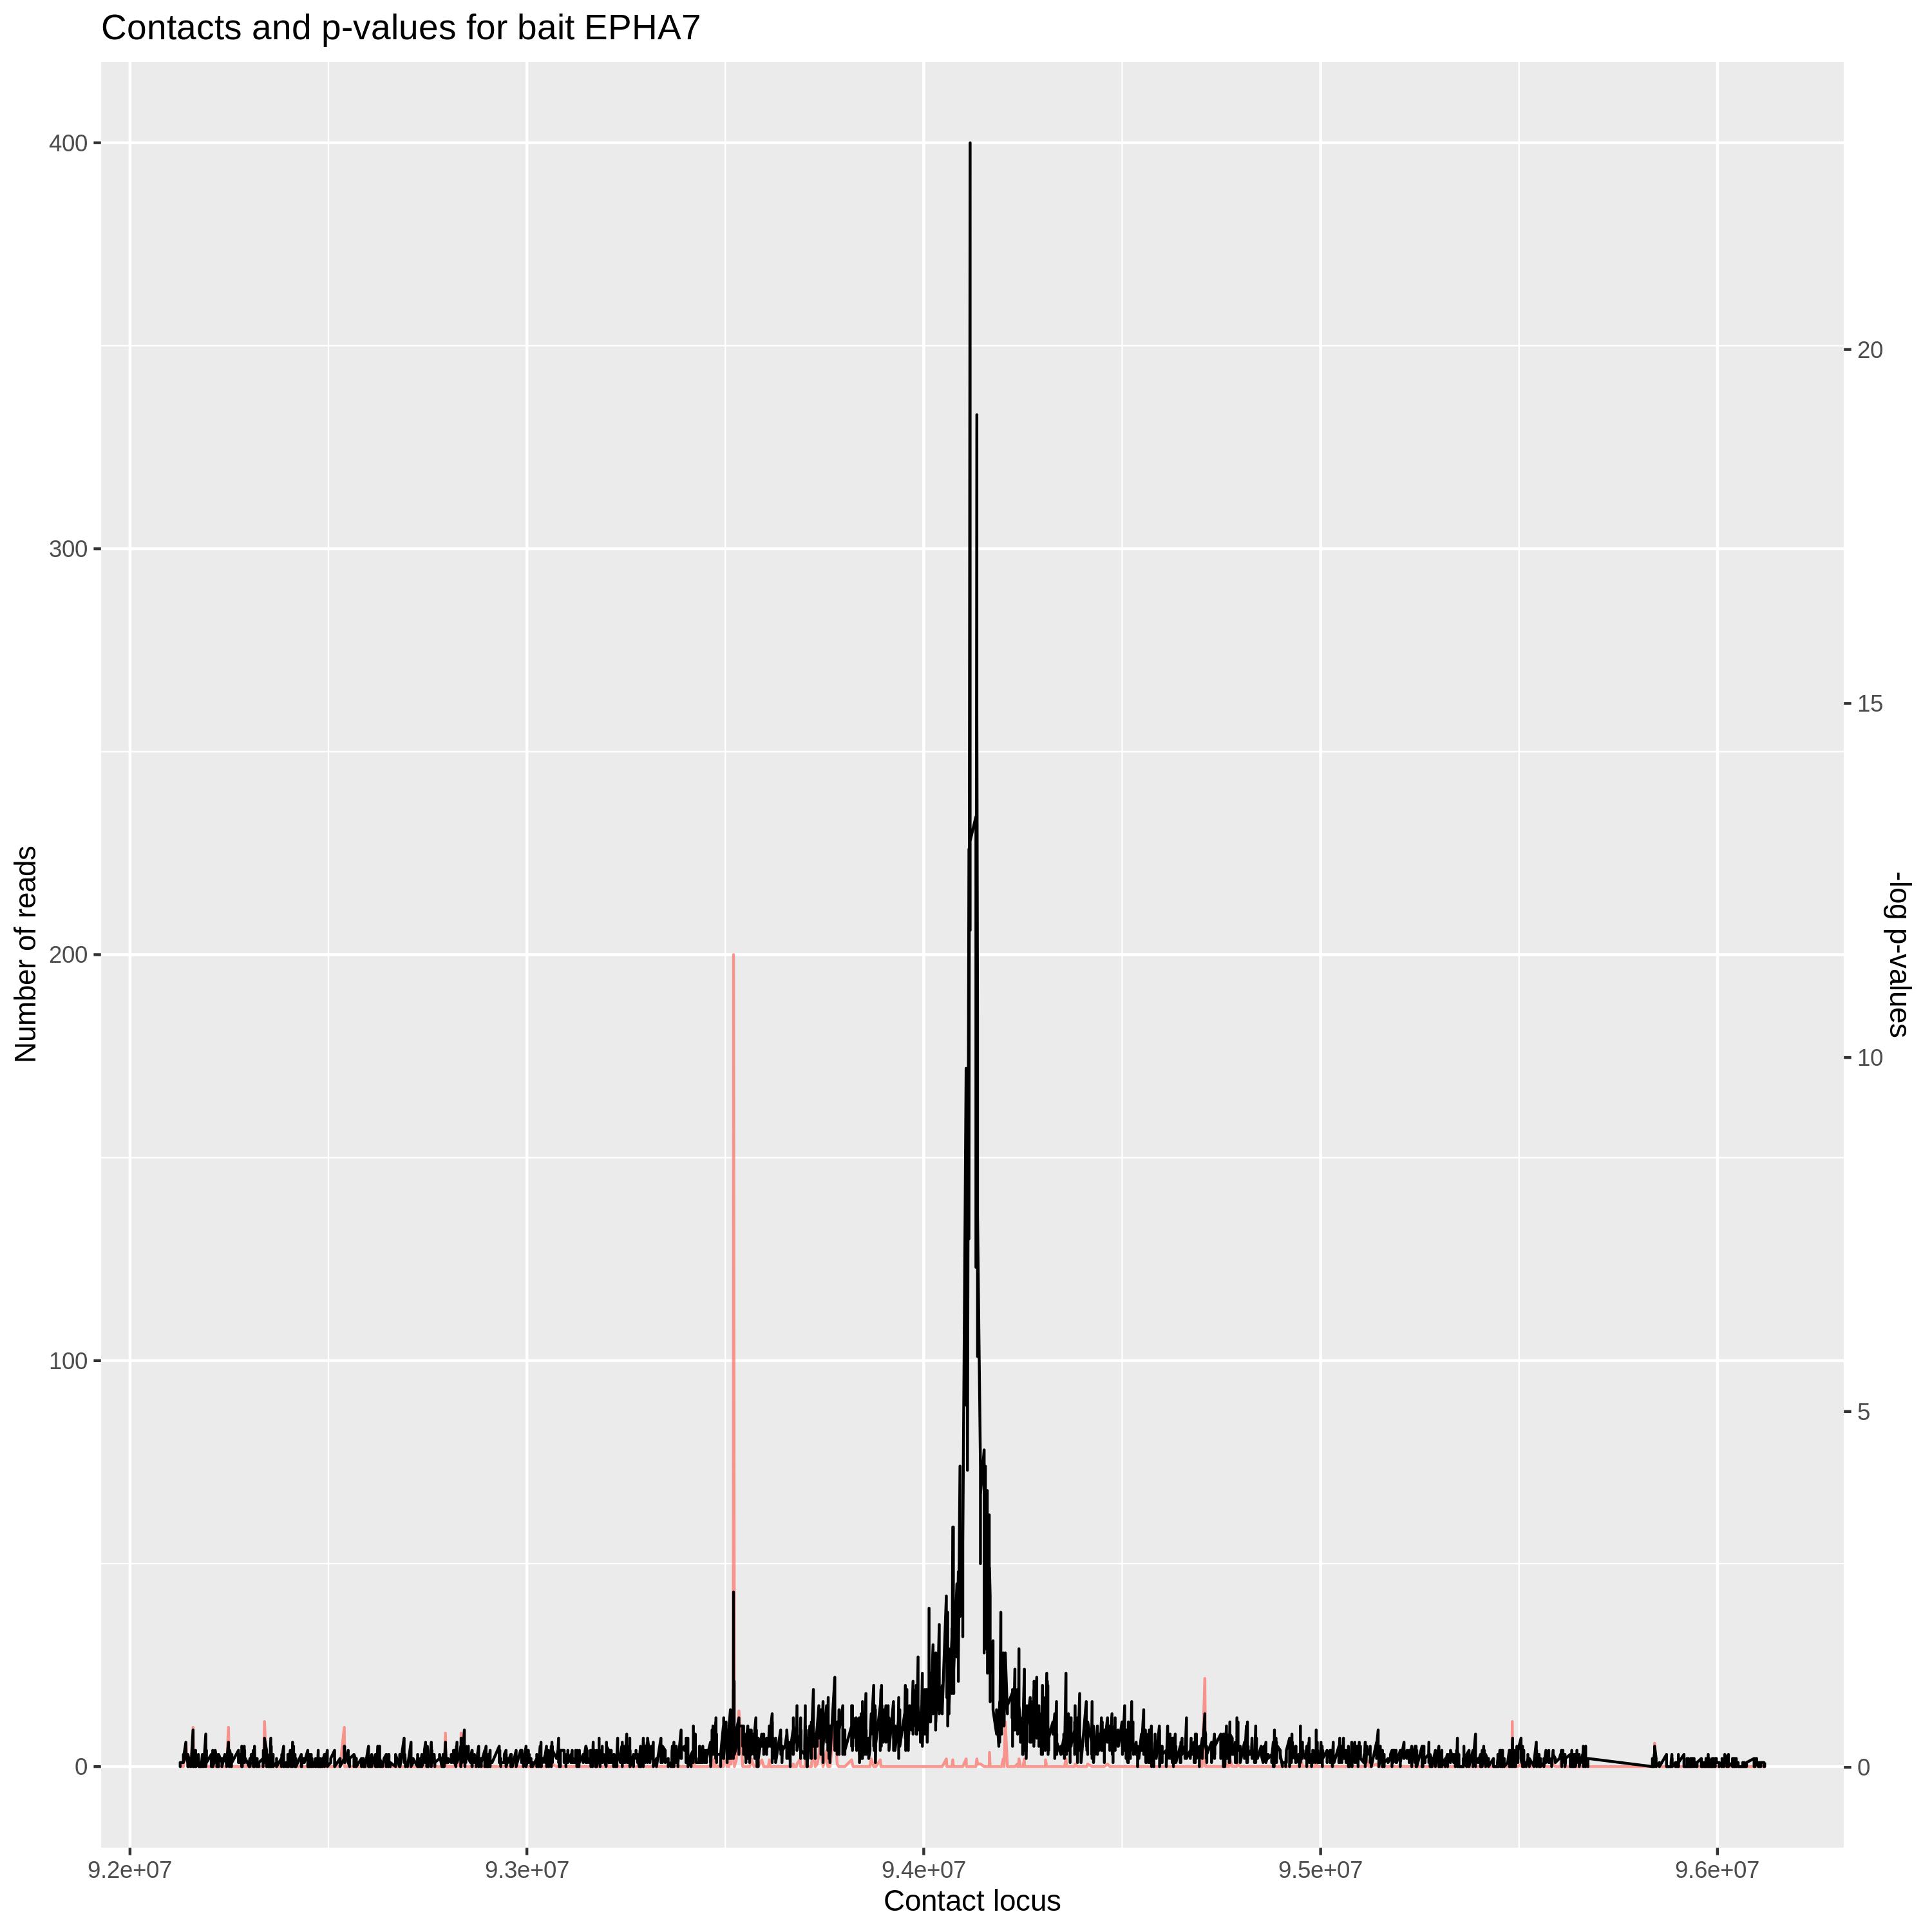 Contacts and p-values for bait EPHA7
400
300
200
100
0
Number of reads
20
15
10
5
0
-log p-values
9.2e+07
9.3e+07
9.4e+07
9.5e+07
9.6e+07
Contact locus